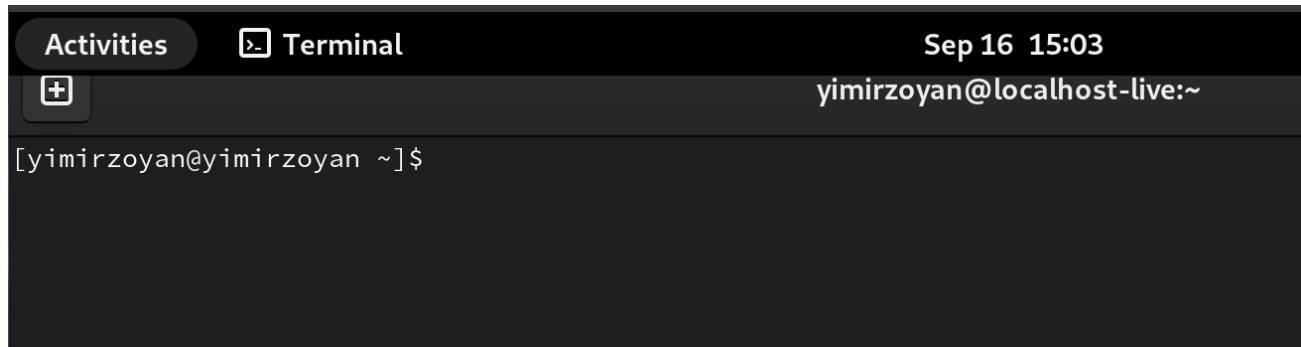 Activities Terminal Sep 16 15:03
yimirzoyan@localhost-live:~
[yimirzoyan@yimirzoyan ~]$